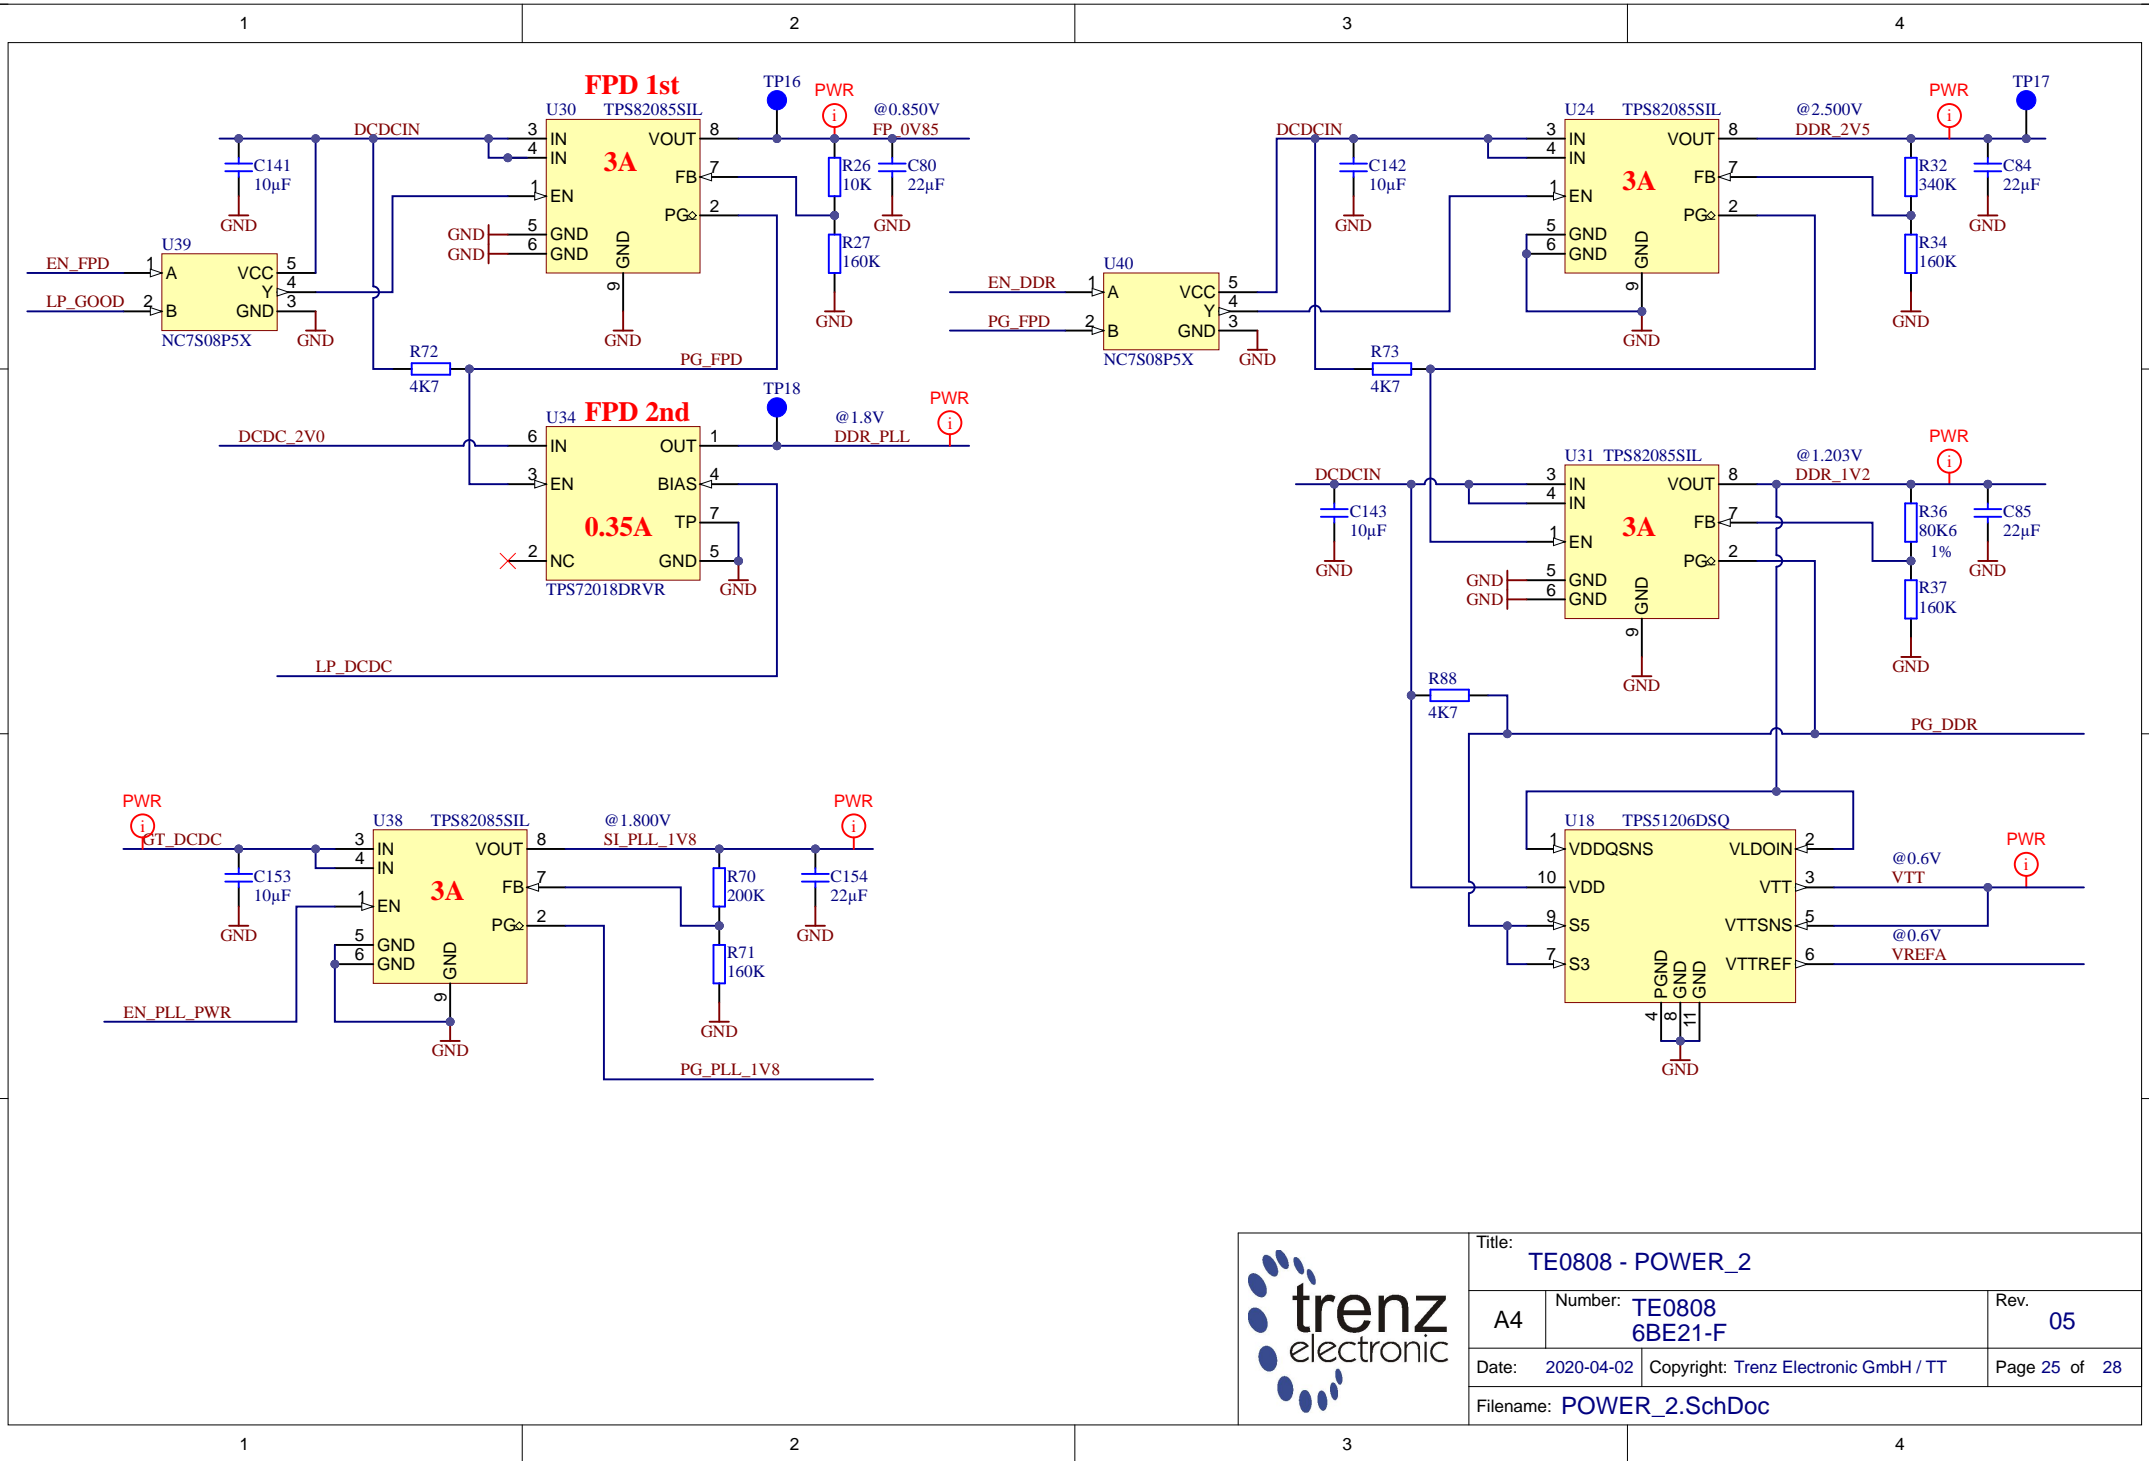 1 2 3 4
FPD 1st
U30 TPS82085SIL
TP16
PWR
i
@0.850V
FP_0V85
DCDCIN
3 IN
4 IN
1 EN
5 GND
6 GND
GND
9
VOUT 8
FB 7
PG 2
3A
C141
10µF
GND
GND
GND
R26
10K
C80
22µF
GND
R27
160K
GND
GND
U39
EN_FPD
LP_GOOD
1 A
2 B
VCC 5
Y 4
GND 3
NC7S08P5X
GND
R72
4K7
PG_FPD
TP18
U34 FPD 2nd
@1.8V
DDR_PLL
PWR
i
DCDC_2V0
6 IN
3 EN
2 NC
OUT 1
BIAS 4
TP 7
GND 5
0.35A
TPS72018DRVR
GND
LP_DCDC
PWR
i
GT_DCDC
U38 TPS82085SIL
@1.800V
SI_PLL_1V8
PWR
i
3 IN
4 IN
1 EN
5 GND
6 GND
GND
9
VOUT 8
FB 7
PG 2
3A
C153
10µF
GND
R70
200K
C154
22µF
GND
R71
160K
GND
GND
EN_PLL_PWR
PG_PLL_1V8
U24 TPS82085SIL
@2.500V
DDR_2V5
PWR
i
TP17
DCDCIN
3 IN
4 IN
1 EN
5 GND
6 GND
GND
9
VOUT 8
FB 7
PG 2
3A
C142
10µF
GND
R32
340K
C84
22µF
GND
R34
160K
GND
GND
U40
EN_DDR
PG_FPD
1 A
2 B
VCC 5
Y 4
GND 3
NC7S08P5X
GND
R73
4K7
U31 TPS82085SIL
@1.203V
DDR_1V2
PWR
i
DCDCIN
3 IN
4 IN
1 EN
5 GND
6 GND
GND
9
VOUT 8
FB 7
PG 2
3A
C143
10µF
GND
GND
GND
R36
80K6
1%
C85
22µF
GND
R37
160K
GND
GND
R88
4K7
PG_DDR
U18 TPS51206DSQ
1 VDDQSNS
10 VDD
9 S5
7 S3
VLDOIN 2
VTT 3
VTTSNS 5
VTTREF 6
PGND
GND
GND
4
8
11
GND
@0.6V
VTT
PWR
i
@0.6V
VREFA
trenz
electronic
Title:
TE0808 - POWER_2
A4
Number: TE0808
6BE21-F
Rev.
05
Date: 2020-04-02 Copyright: Trenz Electronic GmbH / TT Page 25 of 28
Filename: POWER_2.SchDoc
1 2 3 4